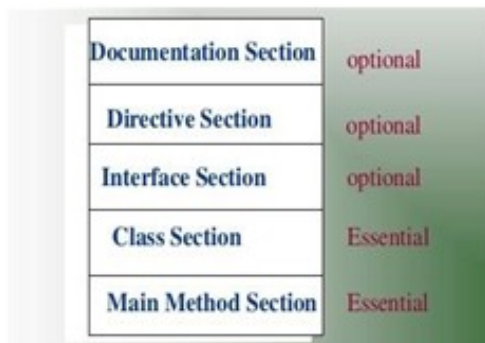 Documentation Section optional
Directive Section optional
Interface Section optional
Class Section Essential
Main Method Section Essential